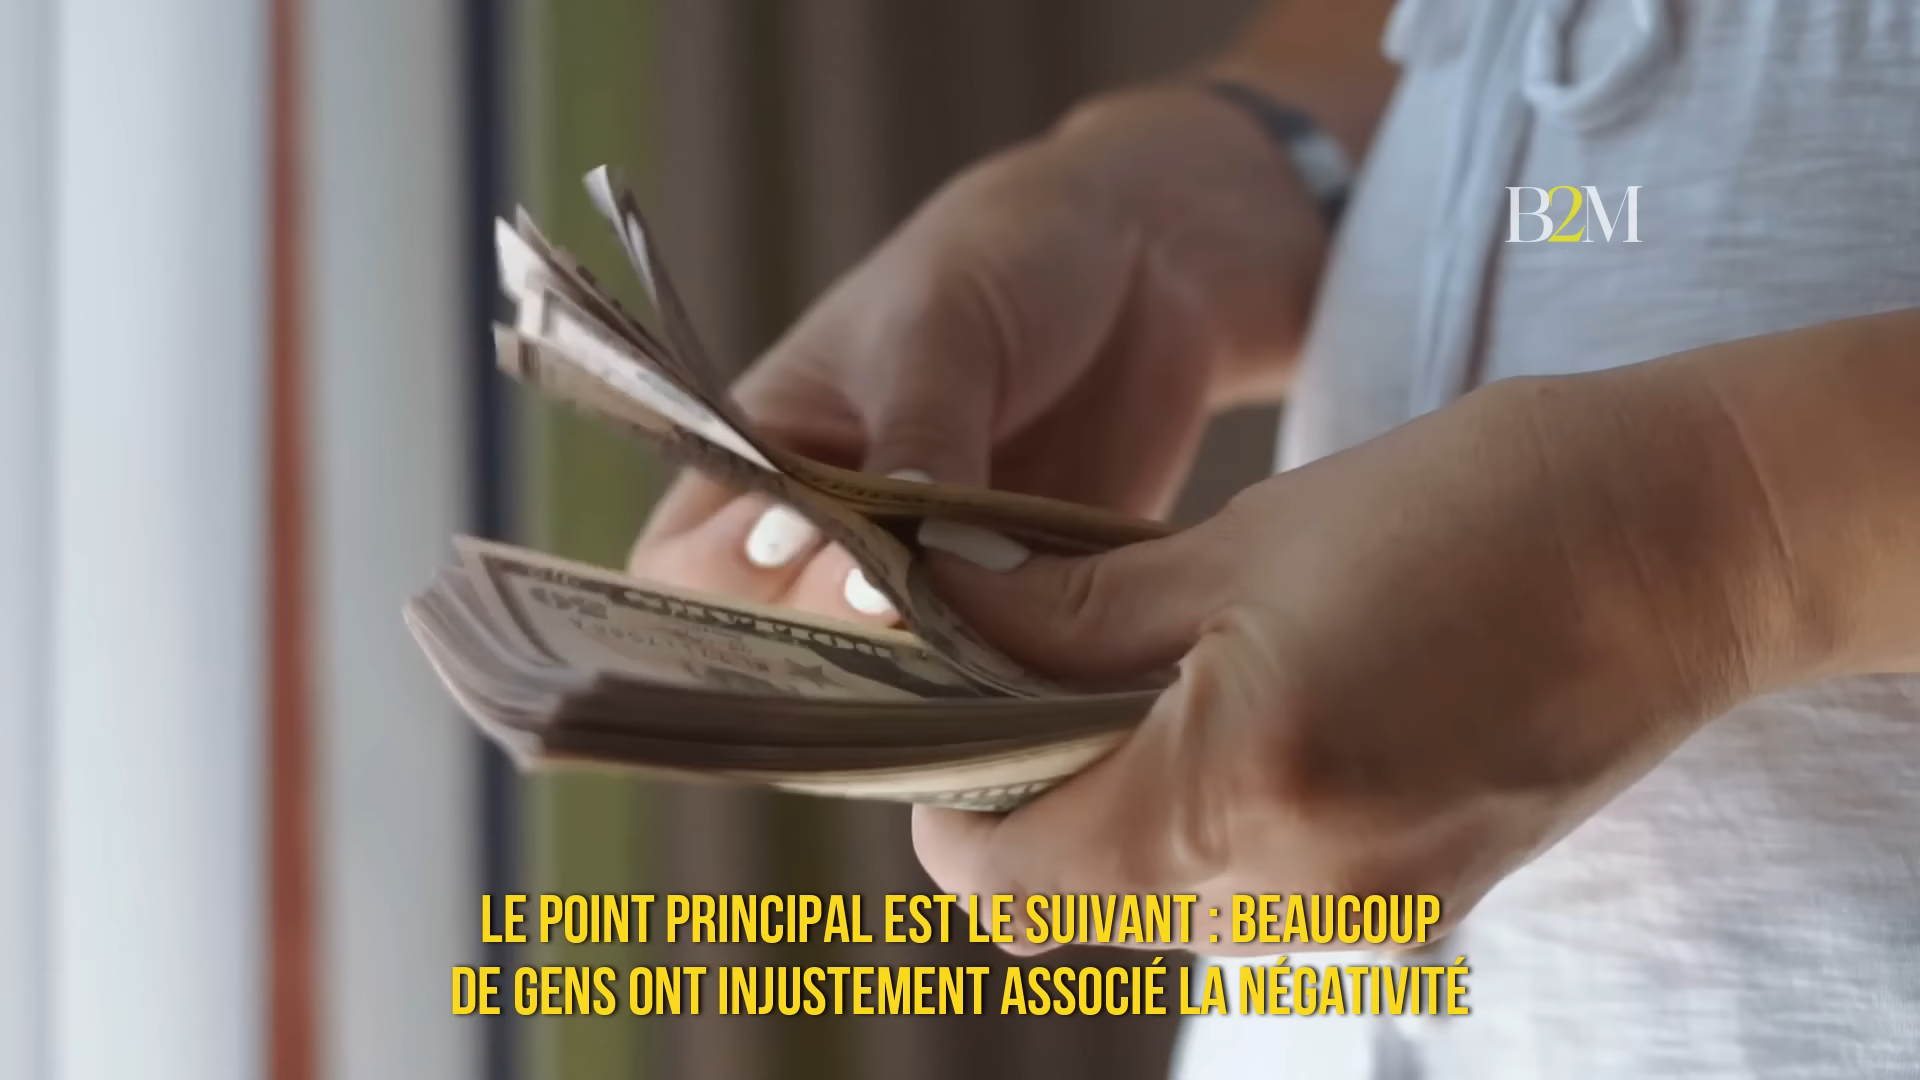 B2M
LE POINT PRINCIPAL EST LE SUIVANT : BEAUCOUP
DE GENS ONT INJUSTEMENT ASSOCIÉ LA NÉGATIVITÉ